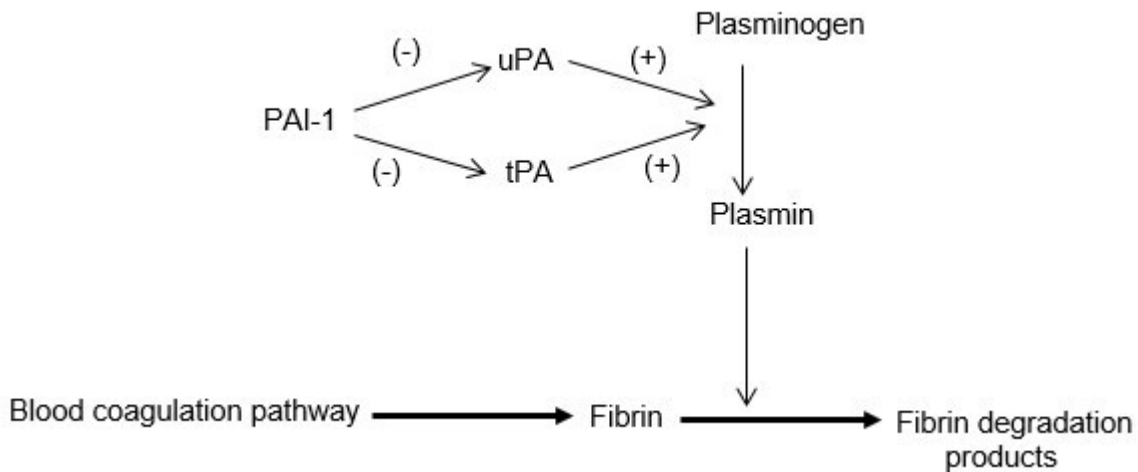 Plasminogen
(-)
uPA
(+)
PAI-1
(-)
tPA
(+)
Plasmin
Blood coagulation pathway
Fibrin
Fibrin degradation
products